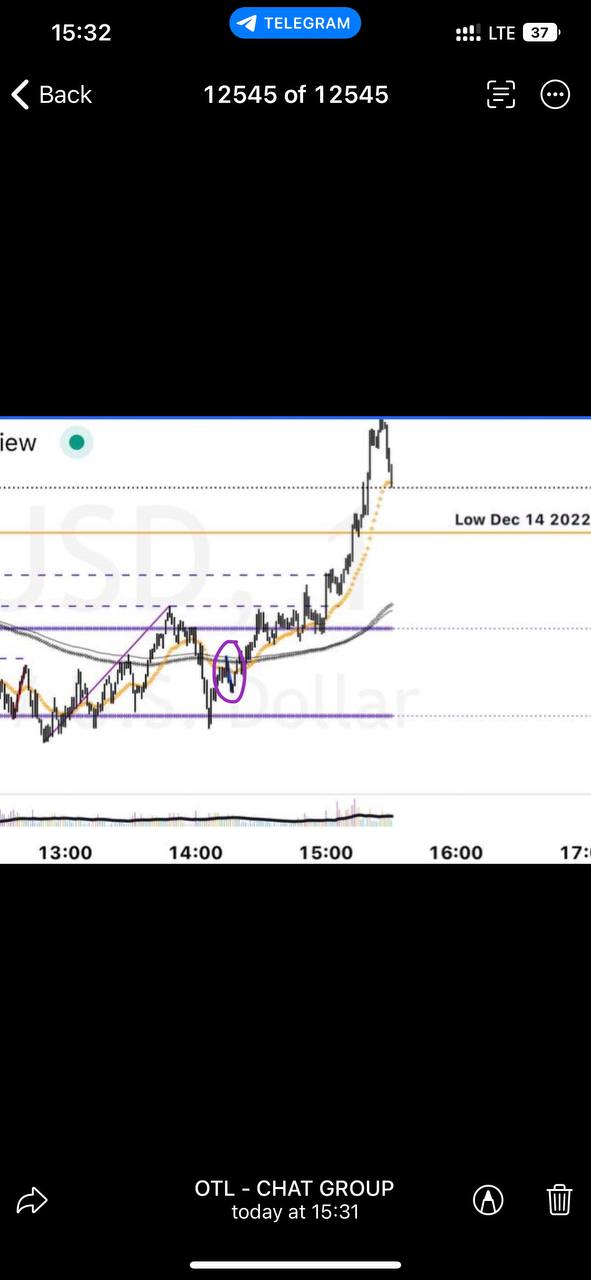 15:32
TELEGRAM
LTE 37
Back
12545 of 12545
iew
Low Dec 14 2022
USD, 1
U.S. Dollar
13:00 14:00 15:00 16:00 17:
OTL - CHAT GROUP
today at 15:31